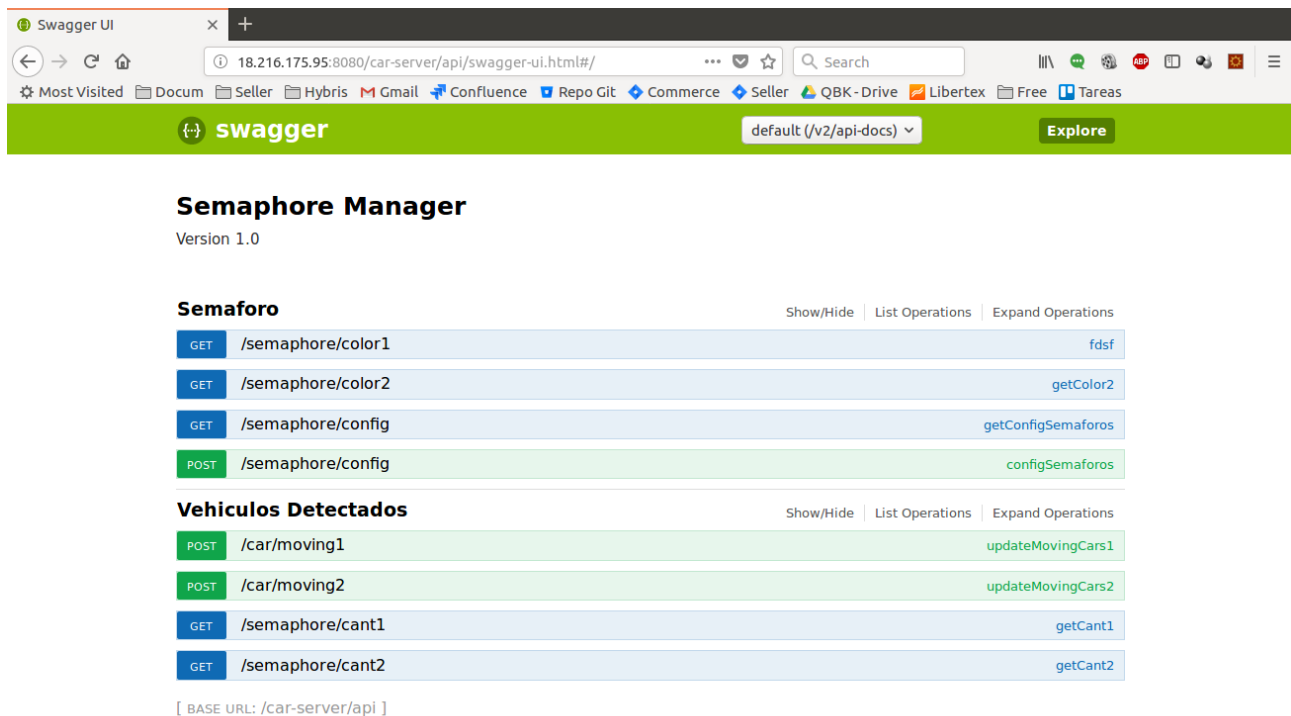 Swagger UI
18.216.175.95:8080/car-server/api/swagger-ui.html#/
Search
ABP
Most Visited Docum Seller Hybris Gmail Confluence Repo Git Commerce Seller QBK - Drive Libertex Free Tareas
swagger default (/v2/api-docs) Explore
Semaphore Manager
Version 1.0
Semaforo Show/Hide List Operations Expand Operations
GET /semaphore/color1 fdsf
GET /semaphore/color2 getColor2
GET /semaphore/config getConfigSemaforos
POST /semaphore/config configSemaforos
Vehiculos Detectados Show/Hide List Operations Expand Operations
POST /car/moving1 updateMovingCars1
POST /car/moving2 updateMovingCars2
GET /semaphore/cant1 getCant1
GET /semaphore/cant2 getCant2
[ BASE URL: /car-server/api ]